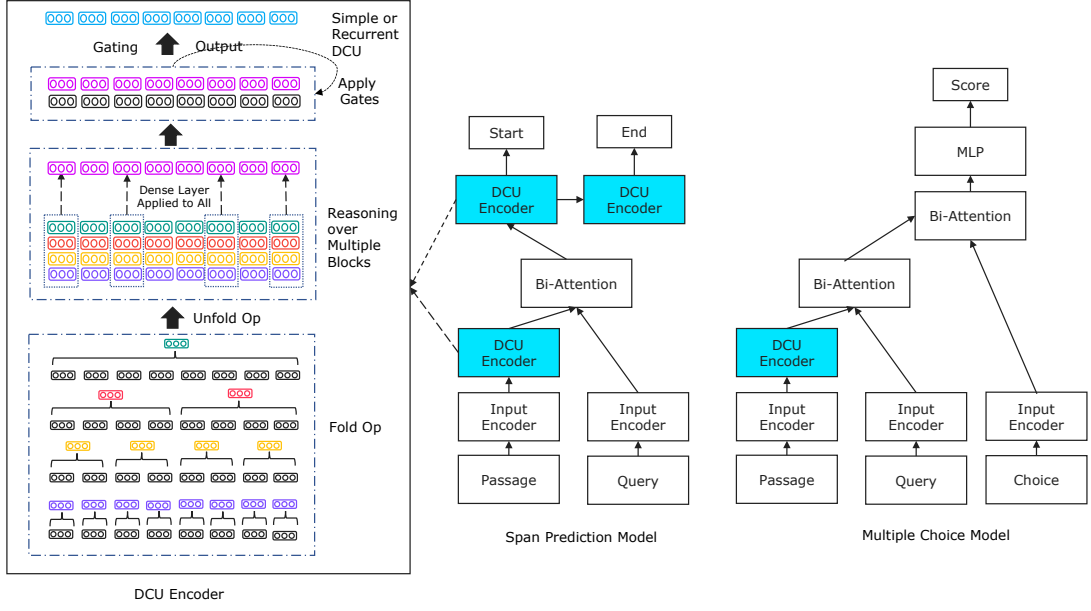 Simple or
Recurrent
DCU
Gating
Output
Apply
Gates
Dense Layer
Applied to All
Reasoning
over
Multiple
Blocks
Unfold Op
Fold Op
DCU Encoder
Start
End
DCU
Encoder
DCU
Encoder
Bi-Attention
DCU
Encoder
Input
Encoder
Input
Encoder
Passage
Query
Span Prediction Model
Score
MLP
Bi-Attention
Bi-Attention
DCU
Encoder
Input
Encoder
Input
Encoder
Input
Encoder
Passage
Query
Choice
Multiple Choice Model